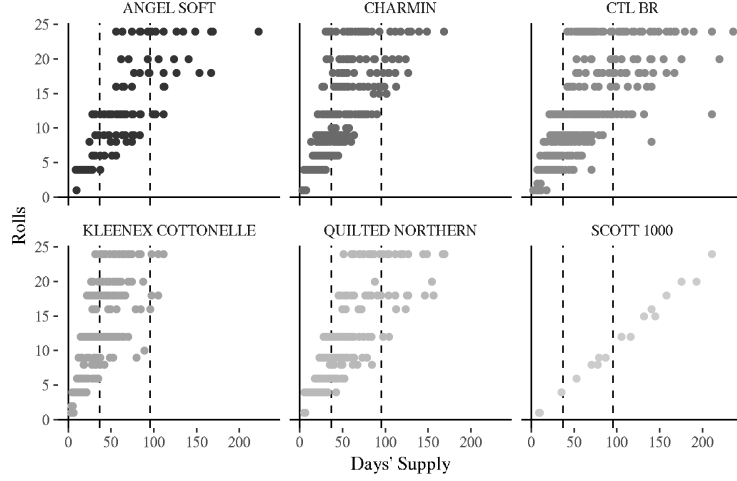 ANGEL SOFT CHARMIN CTL BR
25
20
15
10
5
0
KLEENEX COTTONELLE QUILTED NORTHERN SCOTT 1000
25
20
15
10
5
0
0 50 100 150 200 0 50 100 150 200 0 50 100 150 200
Rolls
Days' Supply